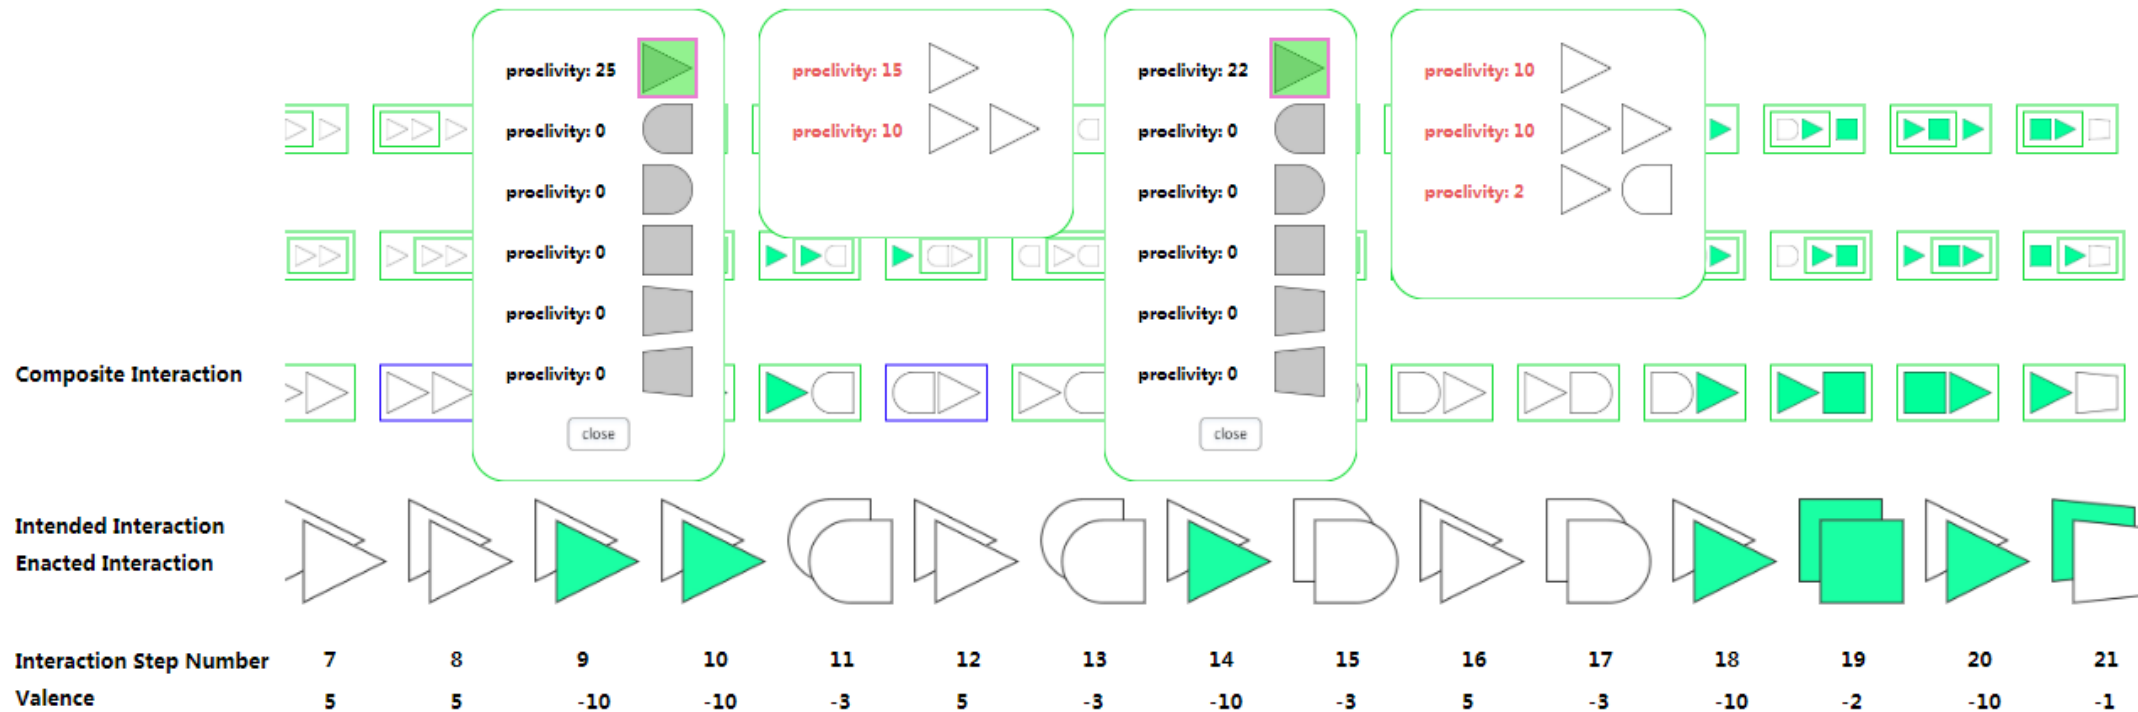 proclivity: 25
proclivity: 0
proclivity: 0
proclivity: 0
proclivity: 0
proclivity: 0
close
proclivity: 15
proclivity: 10
proclivity: 22
proclivity: 0
proclivity: 0
proclivity: 0
proclivity: 0
proclivity: 0
close
proclivity: 10
proclivity: 10
proclivity: 2
Composite Interaction
Intended Interaction
Enacted Interaction
Interaction Step Number 7 8 9 10 11 12 13 14 15 16 17 18 19 20 21
Valence 5 5 -10 -10 -3 5 -3 -10 -3 5 -3 -10 -2 -10 -1